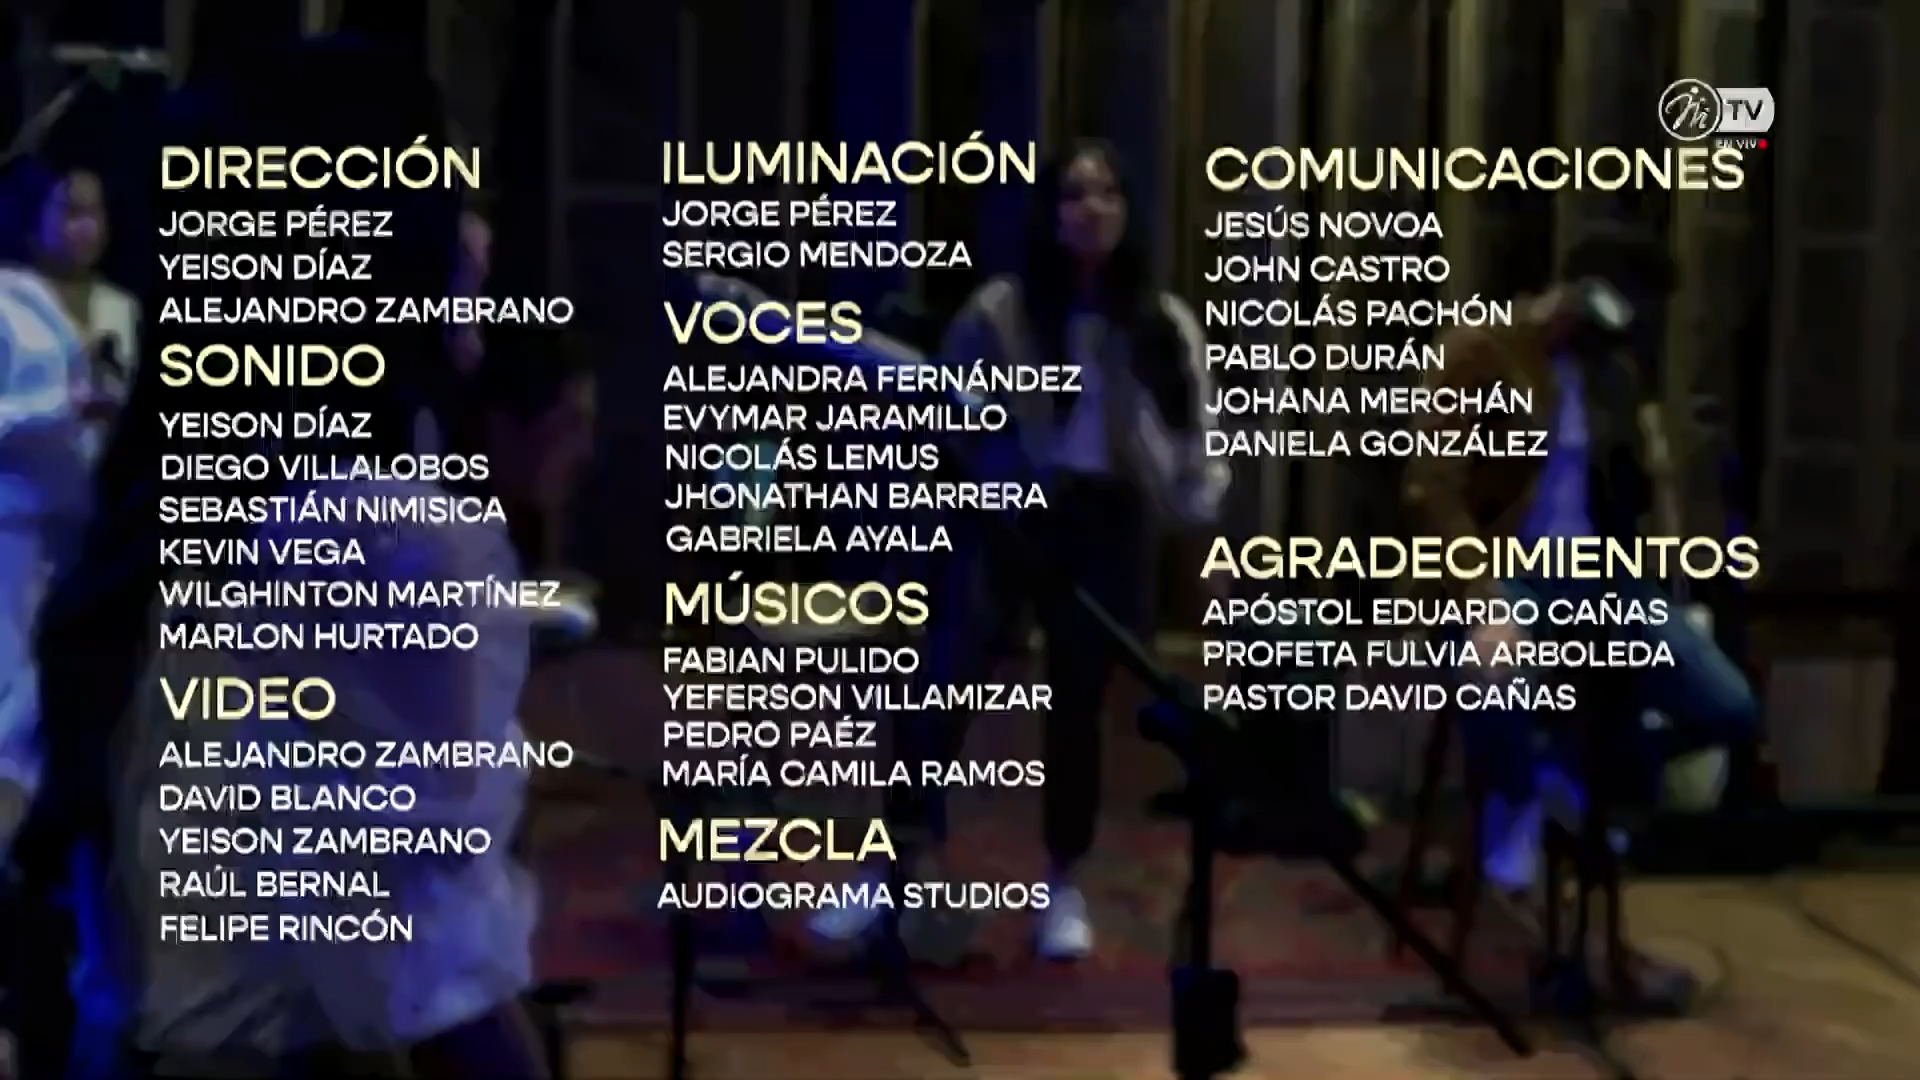 DIRECCIÓN
JORGE PÉREZ
YEISON DÍAZ
ALEJANDRO ZAMBRANO
SONIDO
YEISON DÍAZ
DIEGO VILLALOBOS
SEBASTIÁN NIMISICA
KEVIN VEGA
WILGHINTON MARTÍNEZ
MARLON HURTADO
VIDEO
ALEJANDRO ZAMBRANO
DAVID BLANCO
YEISON ZAMBRANO
RAÚL BERNAL
FELIPE RINCÓN
ILUMINACIÓN
JORGE PÉREZ
SERGIO MENDOZA
VOCES
ALEJANDRA FERNÁNDEZ
EVYMAR JARAMILLO
NICOLÁS LEMUS
JHONATHAN BARRERA
GABRIELA AYALA
MÚSICOS
FABIAN PULIDO
YEFERSON VILLAMIZAR
PEDRO PAÉZ
MARÍA CAMILA RAMOS
MEZCLA
AUDIOGRAMA STUDIOS
TV
EN VIVO
COMUNICACIONES
JESÚS NOVOA
JOHN CASTRO
NICOLÁS PACHÓN
PABLO DURÁN
JOHANA MERCHÁN
DANIELA GONZÁLEZ
AGRADECIMIENTOS
APÓSTOL EDUARDO CAÑAS
PROFETA FULVIA ARBOLEDA
PASTOR DAVID CAÑAS